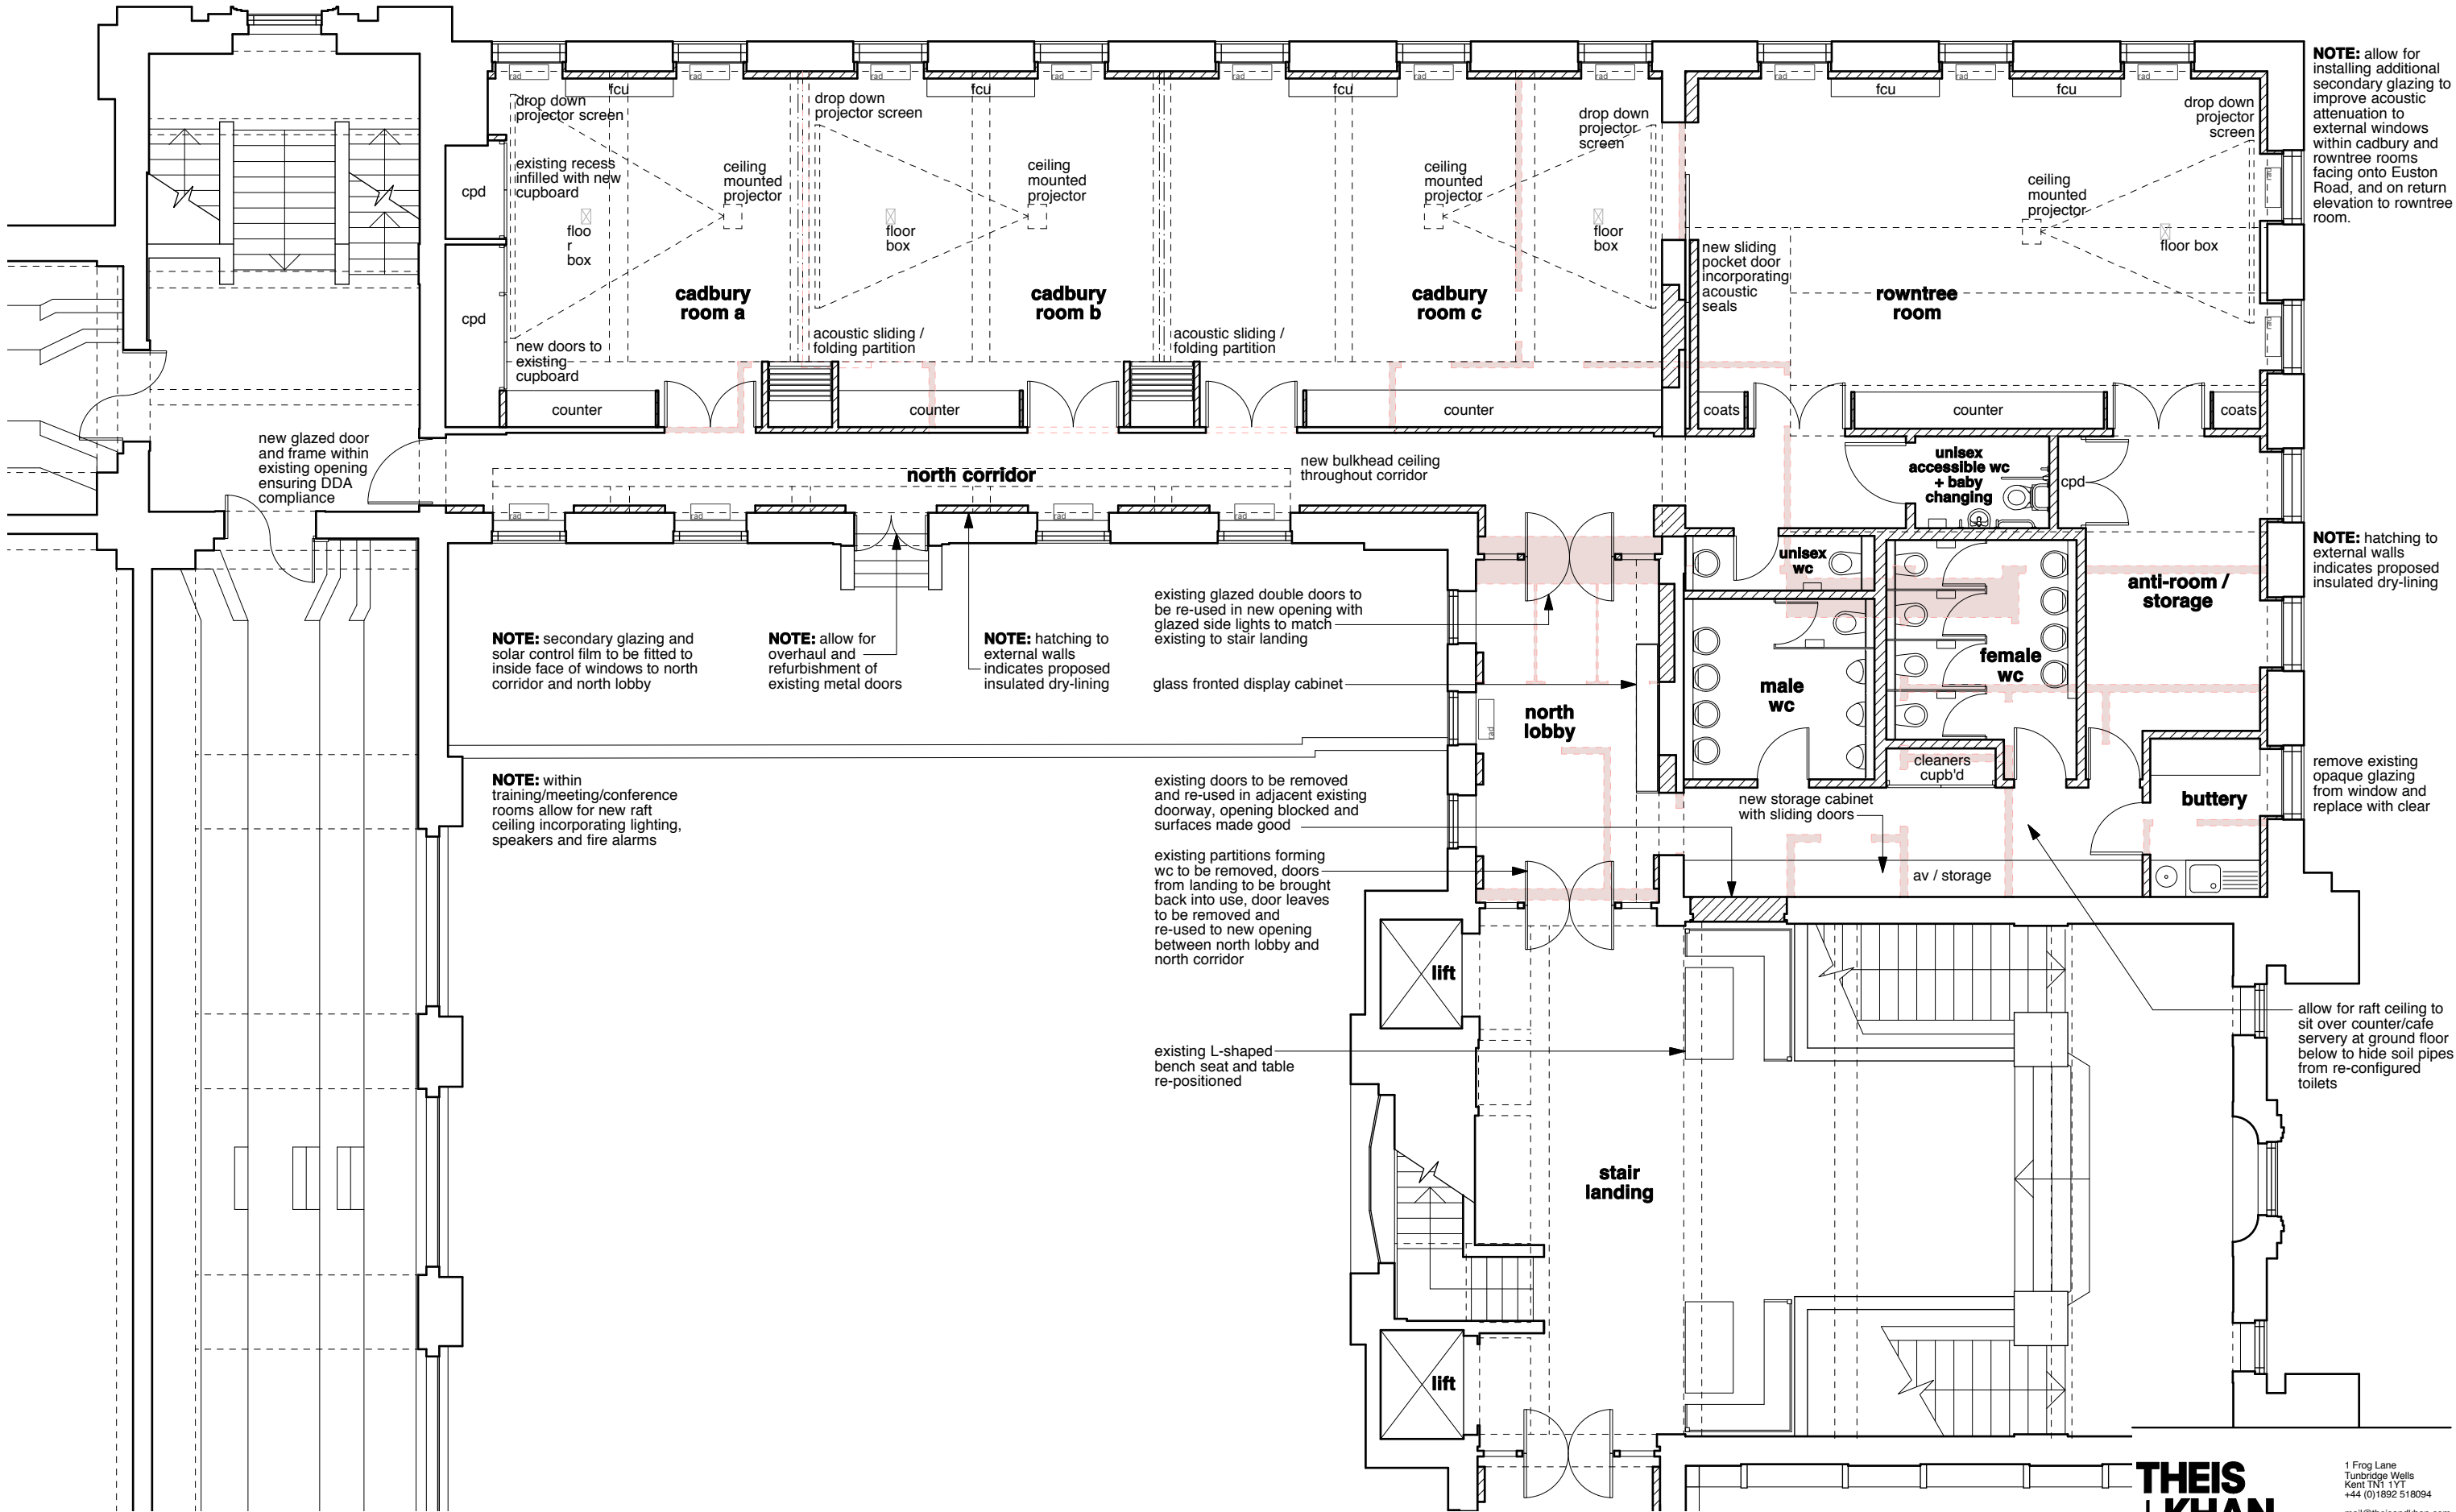 NOTE: allow for
installing additional
secondary glazing to
improve acoustic
attenuation to
external windows
within cadbury and
rowntree rooms
facing onto Euston
Road, and on return
elevation to rowntree
room.
rad
rad
rad
rad
rad
rad
rad
rad
rad
rad
fcu
fcu
fcu
fcu
fcu
drop down
projector screen
existing recess
infilled with new
cupboard
cpd
cpd
floo
r
box
ceiling
mounted
projector
cadbury
room a
new doors to
existing
cupboard
counter
drop down
projector screen
floor
box
ceiling
mounted
projector
cadbury
room b
acoustic sliding /
folding partition
counter
acoustic sliding /
folding partition
ceiling
mounted
projector
cadbury
room c
drop down
projector
screen
floor
box
counter
new sliding
pocket door
incorporating
acoustic
seals
rowntree
room
ceiling
mounted
projector
drop down
projector
screen
floor box
rad
rad
coats
counter
coats
new glazed door
and frame within
existing opening
ensuring DDA
compliance
north corridor
new bulkhead ceiling
throughout corridor
rad
rad
rad
rad
unisex
accessible wc
+ baby
changing
cpd
NOTE: hatching to
external walls
indicates proposed
insulated dry-lining
unisex
wc
anti-room /
storage
NOTE: secondary glazing and
solar control film to be fitted to
inside face of windows to north
corridor and north lobby
NOTE: allow for
overhaul and
refurbishment of
existing metal doors
NOTE: hatching to
external walls
indicates proposed
insulated dry-lining
existing glazed double doors to
be re-used in new opening with
glazed side lights to match
existing to stair landing
glass fronted display cabinet
north
lobby
rad
male
wc
female
wc
cleaners
cupb'd
buttery
remove existing
opaque glazing
from window and
replace with clear
NOTE: within
training/meeting/conference
rooms allow for new raft
ceiling incorporating lighting,
speakers and fire alarms
existing doors to be removed
and re-used in adjacent existing
doorway, opening blocked and
surfaces made good
new storage cabinet
with sliding doors
av / storage
existing partitions forming
wc to be removed, doors
from landing to be brought
back into use, door leaves
to be removed and
re-used to new opening
between north lobby and
north corridor
lift
existing L-shaped
bench seat and table
re-positioned
allow for raft ceiling to
sit over counter/cafe
servery at ground floor
below to hide soil pipes
from re-configured
toilets
stair
landing
lift
THEIS
+ KHAN
1 Frog Lane
Tunbridge Wells
Kent TN1 1YT
+44 (0)1892 518094